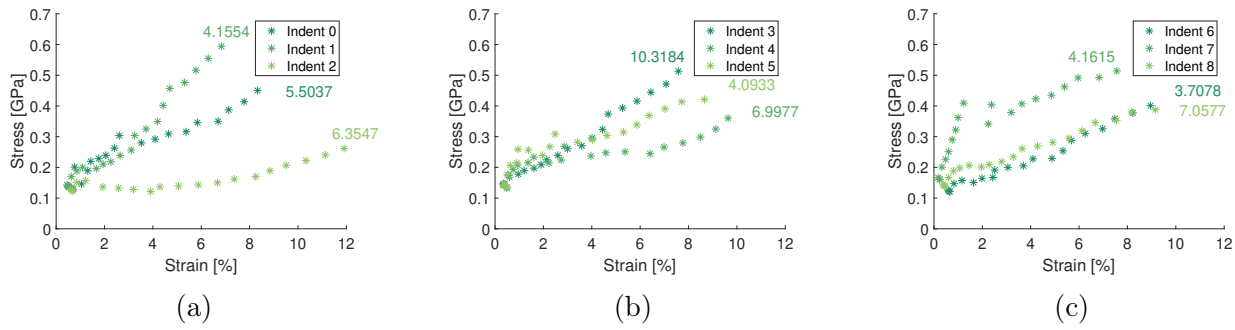 0.7
0.6
0.5
0.4
0.3
0.2
0.1
0
Stress [GPa]
0 2 4 6 8 10 12
Strain [%]
4.1554
5.5037
6.3547
Indent 0
Indent 1
Indent 2
(a)
0.7
0.6
0.5
0.4
0.3
0.2
0.1
0
Stress [GPa]
0 2 4 6 8 10 12
Strain [%]
10.3184
4.0933
6.9977
Indent 3
Indent 4
Indent 5
(b)
0.7
0.6
0.5
0.4
0.3
0.2
0.1
0
Stress [GPa]
0 2 4 6 8 10 12
Strain [%]
4.1615
3.7078
7.0577
Indent 6
Indent 7
Indent 8
(c)